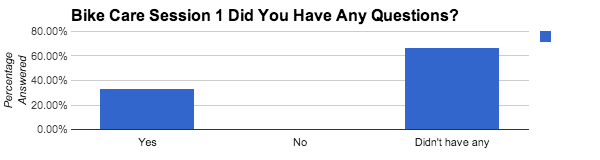 Bike Care Session 1 Did You Have Any Questions?
80.00%
60.00%
40.00%
20.00%
0.00%
Percentage
Answered
Yes No Didn't have any